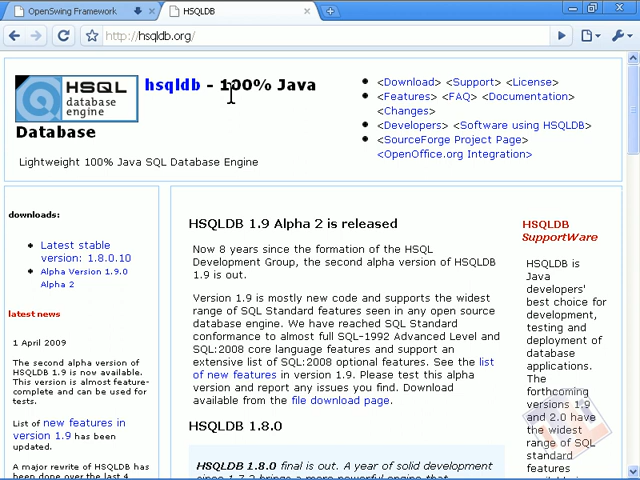 OpenSwing Framework
HSQLDB
http://hsqldb.org/
HSQL
database
engine
hsqldb - 100% Java
Database
Lightweight 100% Java SQL Database Engine
<Download> <Support> <License>
<Features> <FAQ> <Documentation>
<Changes>
<Developers> <Software using HSQLDB>
<SourceForge Project Page>
<OpenOffice.org Integration>
downloads:
Latest stable
version: 1.8.0.10
Alpha Version 1.9.0
Alpha 2
latest news
1 April 2009
The second alpha version of
HSQLDB 1.9 is now available.
This version is almost feature-
complete and can be used for
tests.
List of new features in
version 1.9 has been
updated.
A major rewrite of HSQLDB has
been done over the last 4
HSQLDB 1.9 Alpha 2 is released
Now 8 years since the formation of the HSQL
Development Group, the second alpha version of HSQLDB
1.9 is out.
Version 1.9 is mostly new code and supports the widest
range of SQL Standard features seen in any open source
database engine. We have reached SQL Standard
conformance to almost full SQL-1992 Advanced Level and
SQL:2008 core language features and support an
extensive list of SQL:2008 optional features. See the list
of new features in version 1.9. Please test this alpha
version and report any issues you find. Download
available from the file download page.
HSQLDB 1.8.0
HSQLDB 1.8.0 final is out. A year of solid development
since 1.7.2 brings a more powerful engine that
HSQLDB
SupportWare
HSQLDB is
Java
developers'
best choice for
development,
testing and
deployment of
database
applications.
The
forthcoming
versions 1.9
and 2.0 have
the widest
range of SQL
standard
features